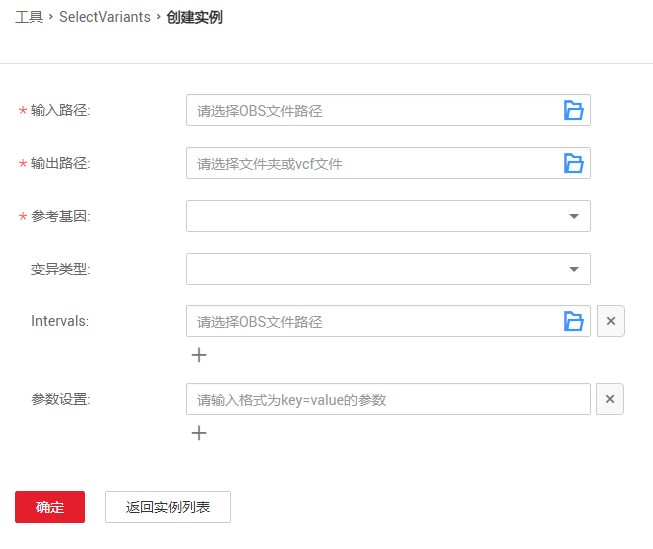 工具 › SelectVariants › 创建实例
* 输入路径: 请选择OBS文件路径
* 输出路径: 请选择文件夹或vcf文件
* 参考基因:
变异类型:
Intervals: 请选择OBS文件路径 ×
+
参数设置: 请输入格式为key=value的参数 ×
+
确定 返回实例列表